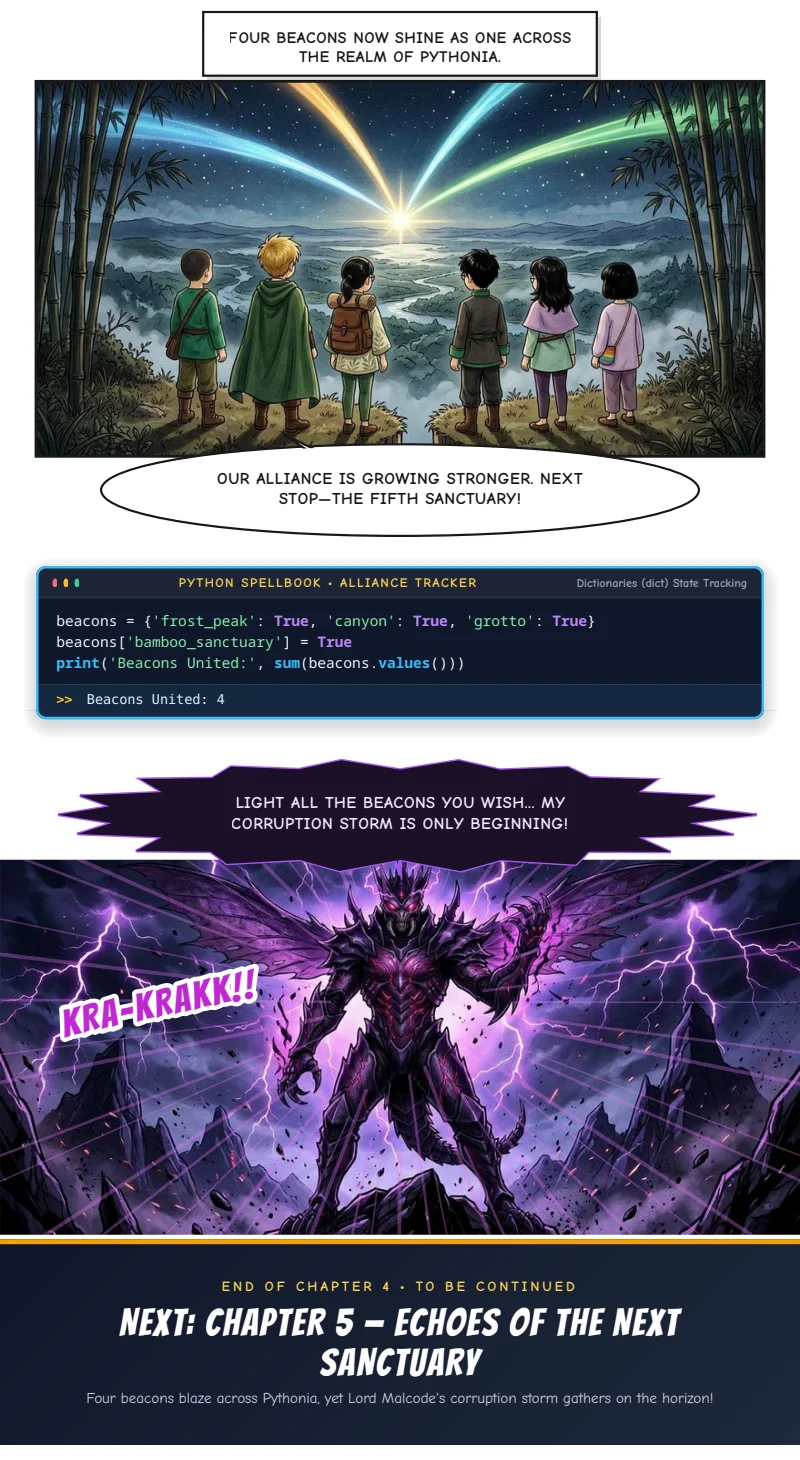 FOUR BEACONS NOW SHINE AS ONE ACROSS
THE REALM OF PYTHONIA.
OUR ALLIANCE IS GROWING STRONGER. NEXT
STOP—THE FIFTH SANCTUARY!
PYTHON SPELLBOOK • ALLIANCE TRACKER
Dictionaries (dict) State Tracking
beacons = {'frost_peak': True, 'canyon': True, 'grotto': True}
beacons['bamboo_sanctuary'] = True
print('Beacons United:', sum(beacons.values()))
>> Beacons United: 4
LIGHT ALL THE BEACONS YOU WISH... MY
CORRUPTION STORM IS ONLY BEGINNING!
KRA-KRAKK!!
END OF CHAPTER 4 • TO BE CONTINUED
NEXT: CHAPTER 5 — ECHOES OF THE NEXT
SANCTUARY
Four beacons blaze across Pythonia, yet Lord Malcode's corruption storm gathers on the horizon!